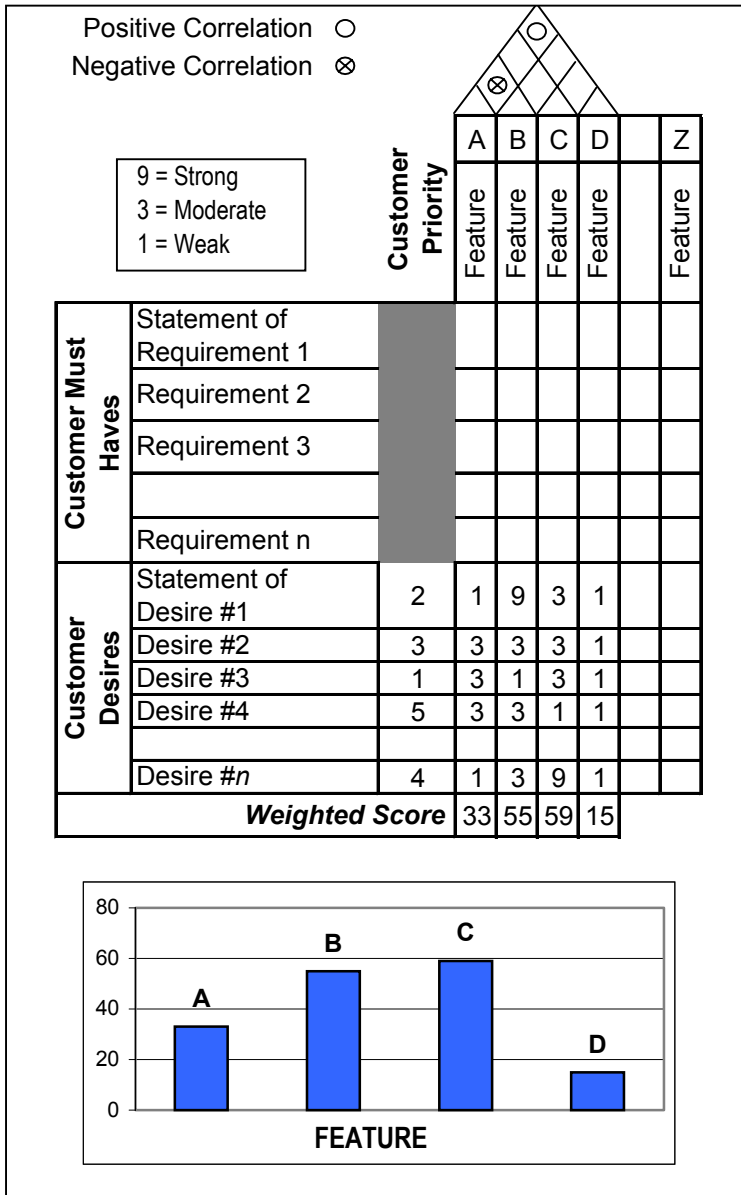 Positive Correlation
Negative Correlation
9 = Strong
3 = Moderate
1 = Weak
Customer
Priority
A B C D Z
Feature Feature Feature Feature Feature
Customer Must
Haves
Statement of
Requirement 1
Requirement 2
Requirement 3
Requirement n
Customer
Desires
Statement of
Desire #1 2 1 9 3 1
Desire #2 3 3 3 3 1
Desire #3 1 3 1 3 1
Desire #4 5 3 3 1 1
Desire #n 4 1 3 9 1
Weighted Score 33 55 59 15
80
60
40
20
0
A
B
C
D
FEATURE